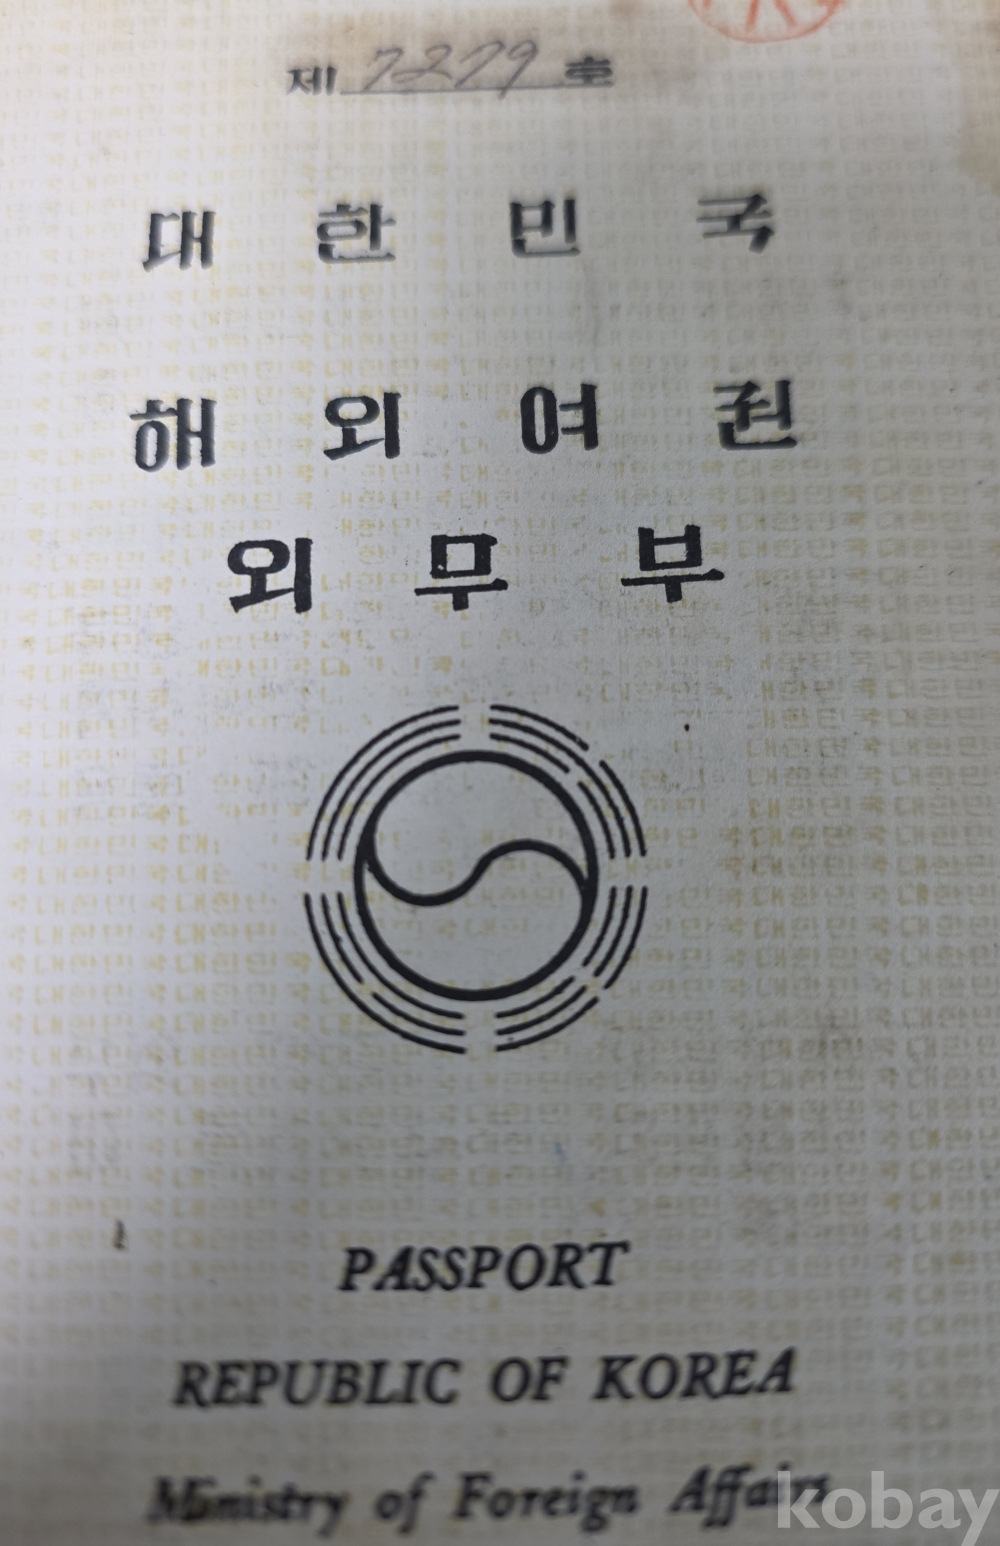 제 7279 호
대 한 민 국
해 외 여 권
외 무 부
PASSPORT
REPUBLIC OF KOREA
Ministry of Foreign Affairs
kobay